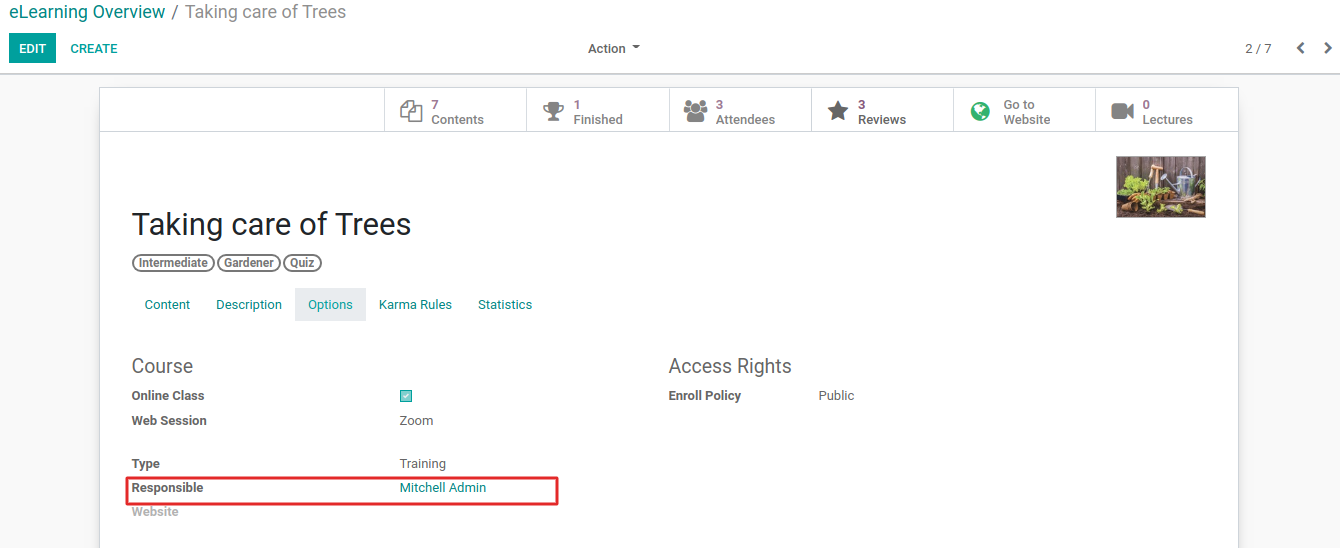 eLearning Overview / Taking care of Trees
EDIT CREATE Action 2 / 7
7 Contents
1 Finished
3 Attendees
3 Reviews
Go to Website
0 Lectures
Taking care of Trees
Intermediate Gardener Quiz
Content Description Options Karma Rules Statistics
Course
Online Class
Web Session Zoom
Type Training
Responsible Mitchell Admin
Website
Access Rights
Enroll Policy Public